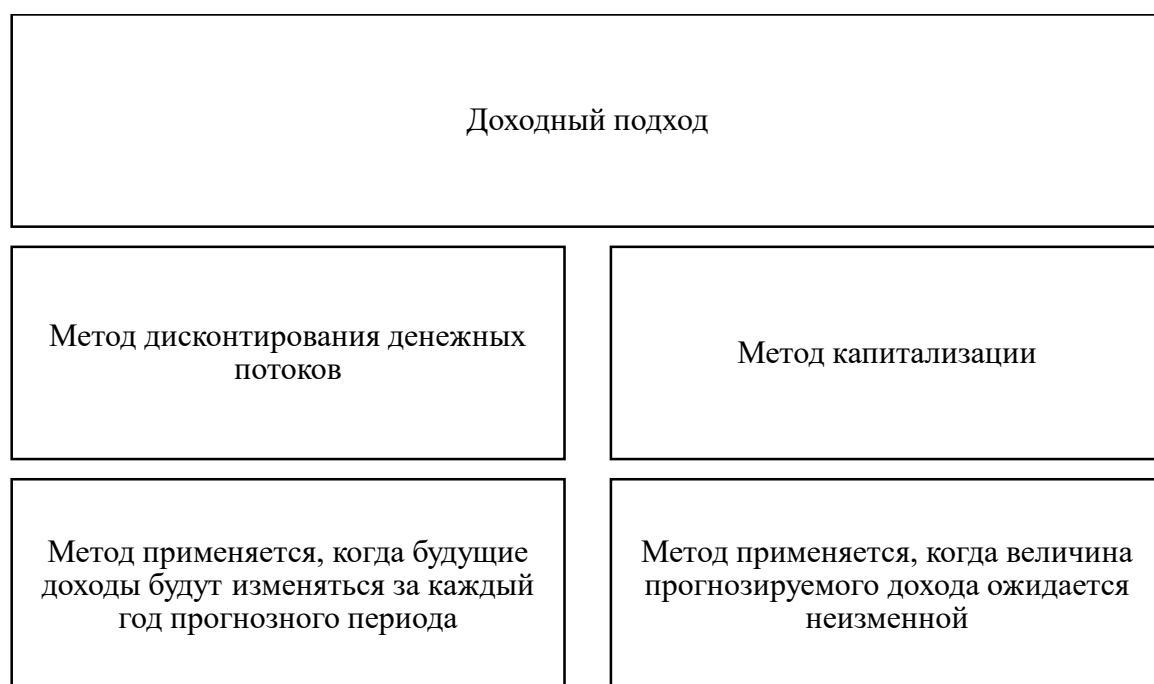 Доходный подход
Метод дисконтирования денежных
потоков
Метод капитализации
Метод применяется, когда будущие
доходы будут изменяться за каждый
год прогнозного периода
Метод применяется, когда величина
прогнозируемого дохода ожидается
неизменной